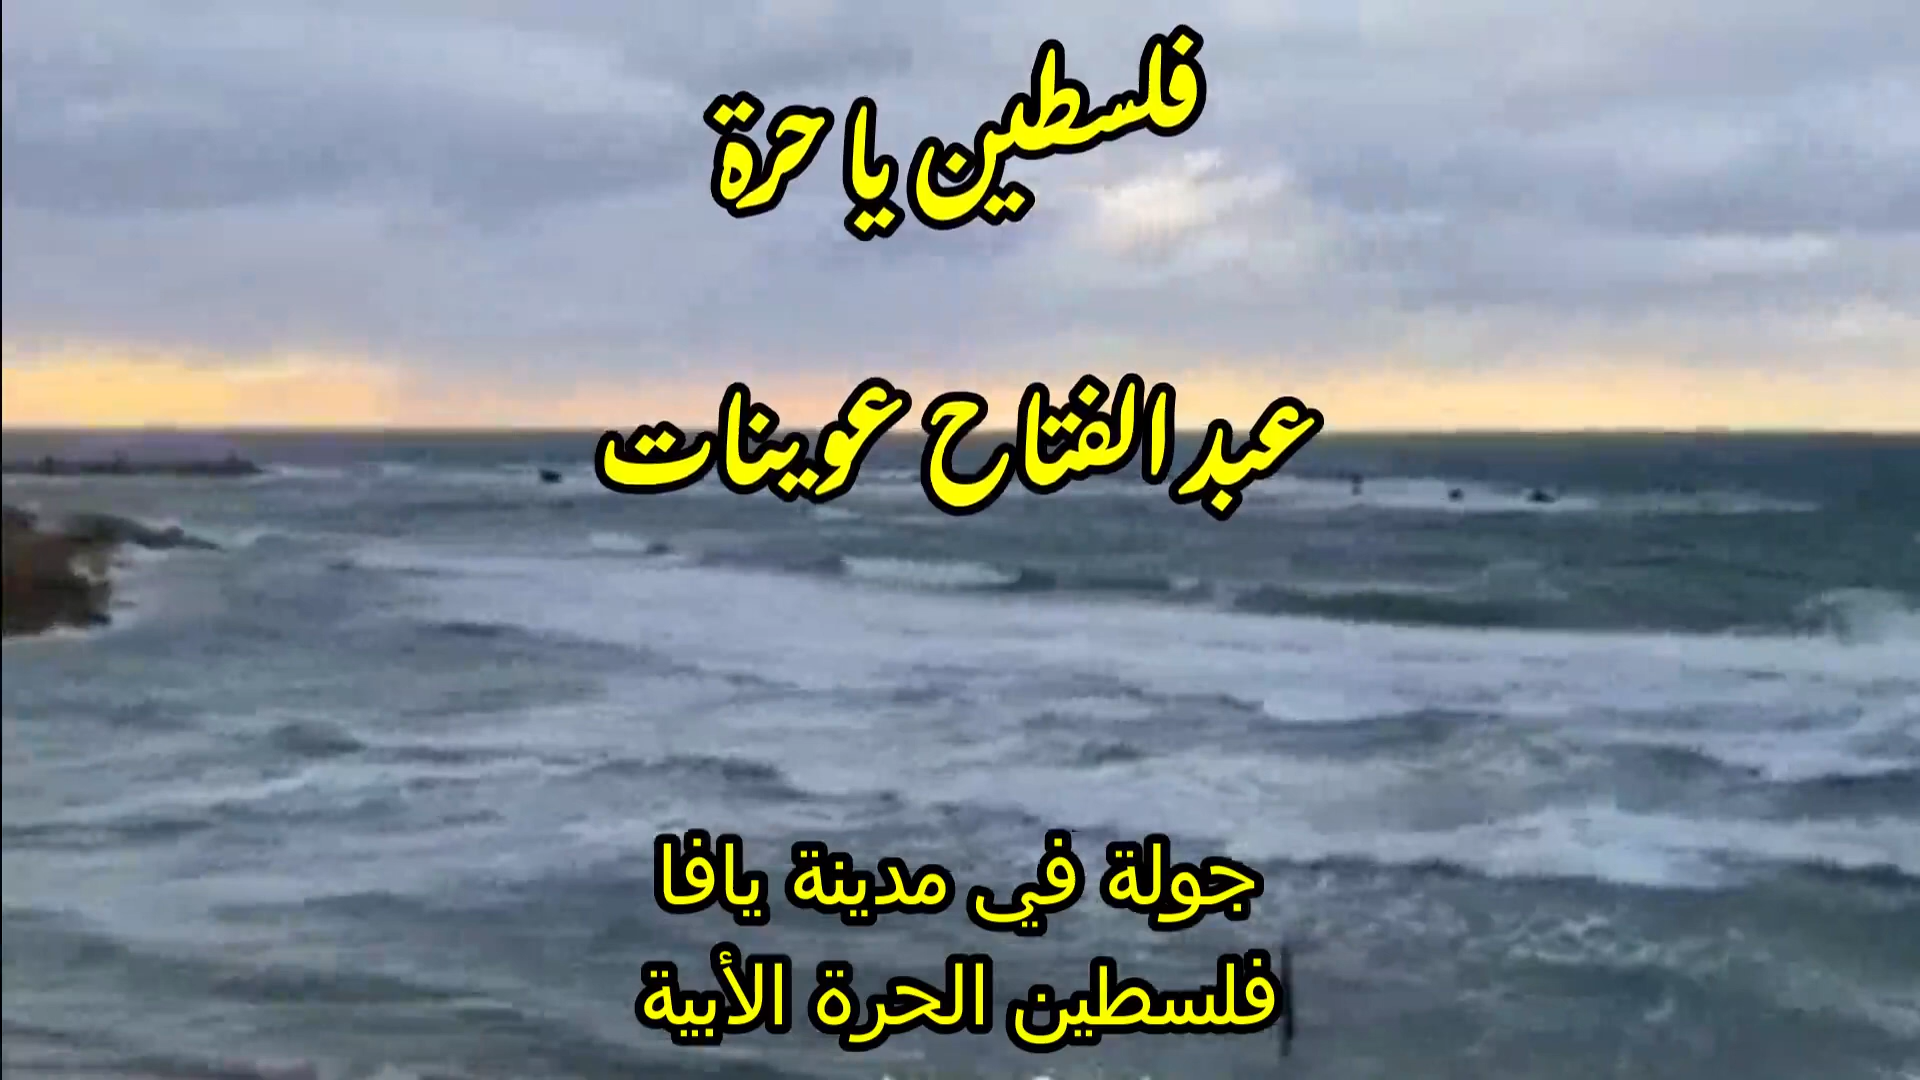 فلسطين يا حرة
عبد الفتاح عوينات
جولة في مدينة يافا
فلسطين الحرة الأبية